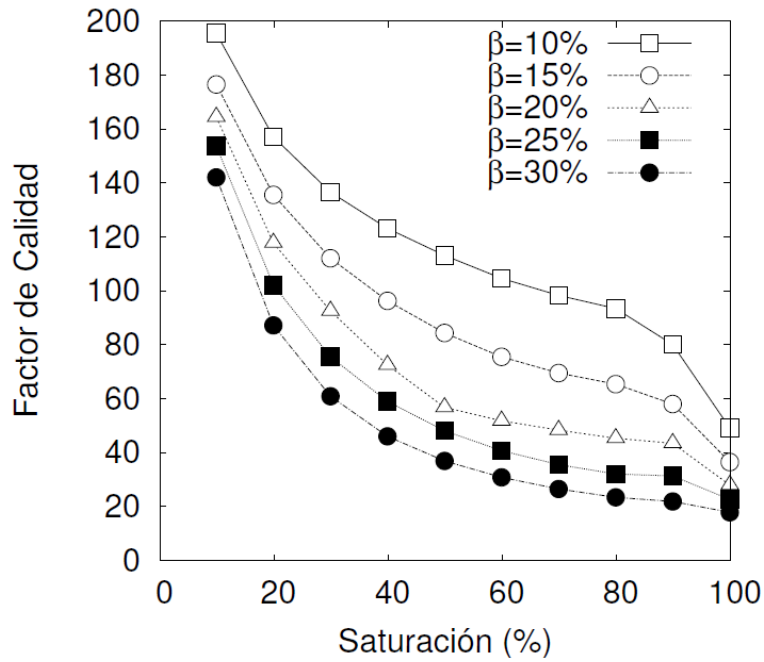 200
180
160
140
120
100
80
60
40
20
0
Factor de Calidad
β=10%
β=15%
β=20%
β=25%
β=30%
0 20 40 60 80 100
Saturación (%)